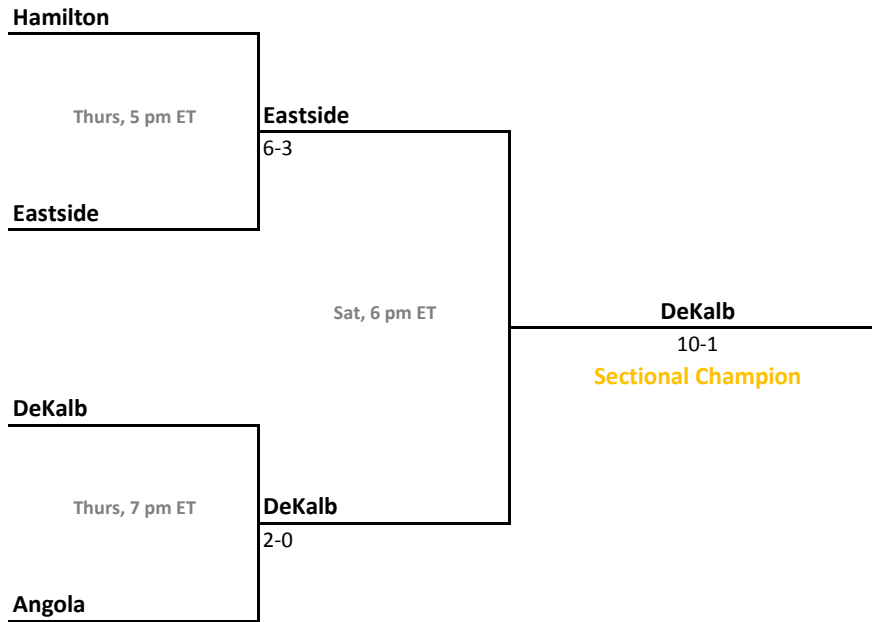 Hamilton
Thurs, 5 pm ET
Eastside
6-3
Eastside
Sat, 6 pm ET
DeKalb
10-1
Sectional Champion
DeKalb
Thurs, 7 pm ET
DeKalb
2-0
Angola